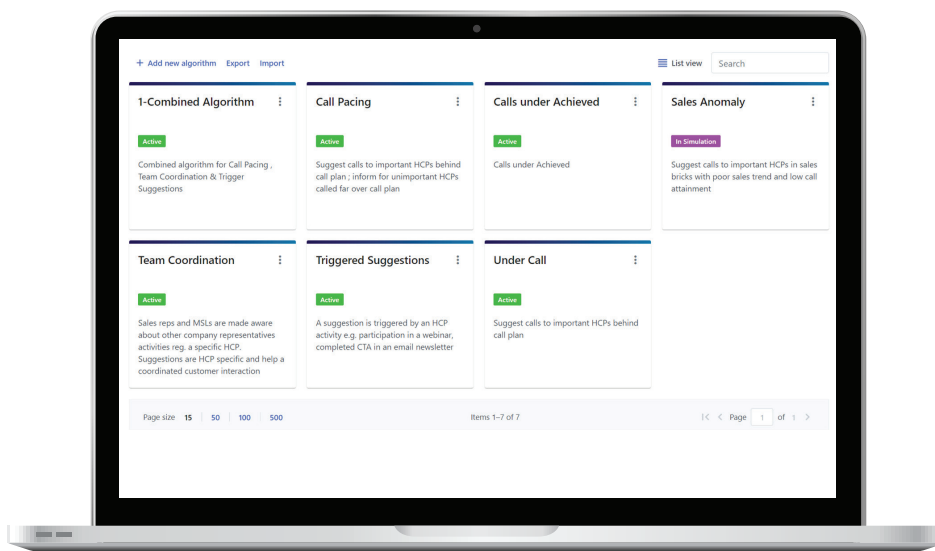 + Add new algorithm Export Import
List view Search
1-Combined Algorithm
Active
Combined algorithm for Call Pacing ,
Team Coordination & Trigger
Suggestions
Call Pacing
Active
Suggest calls to important HCPs behind
call plan ; inform for unimportant HCPs
called far over call plan
Calls under Achieved
Active
Calls under Achieved
Sales Anomaly
In Simulation
Suggest calls to important HCPs in sales
bricks with poor sales trend and low call
attainment
Team Coordination
Active
Sales reps and MSLs are made aware
about other company representatives
activities reg. a specific HCP.
Suggestions are HCP specific and help a
coordinated customer interaction
Triggered Suggestions
Active
A suggestion is triggered by an HCP
activity e.g. participation in a webinar,
completed CTA in an email newsletter
Under Call
Active
Suggest calls to important HCPs behind
call plan
Page size 15 50 100 500
Items 1–7 of 7
Page 1 of 1